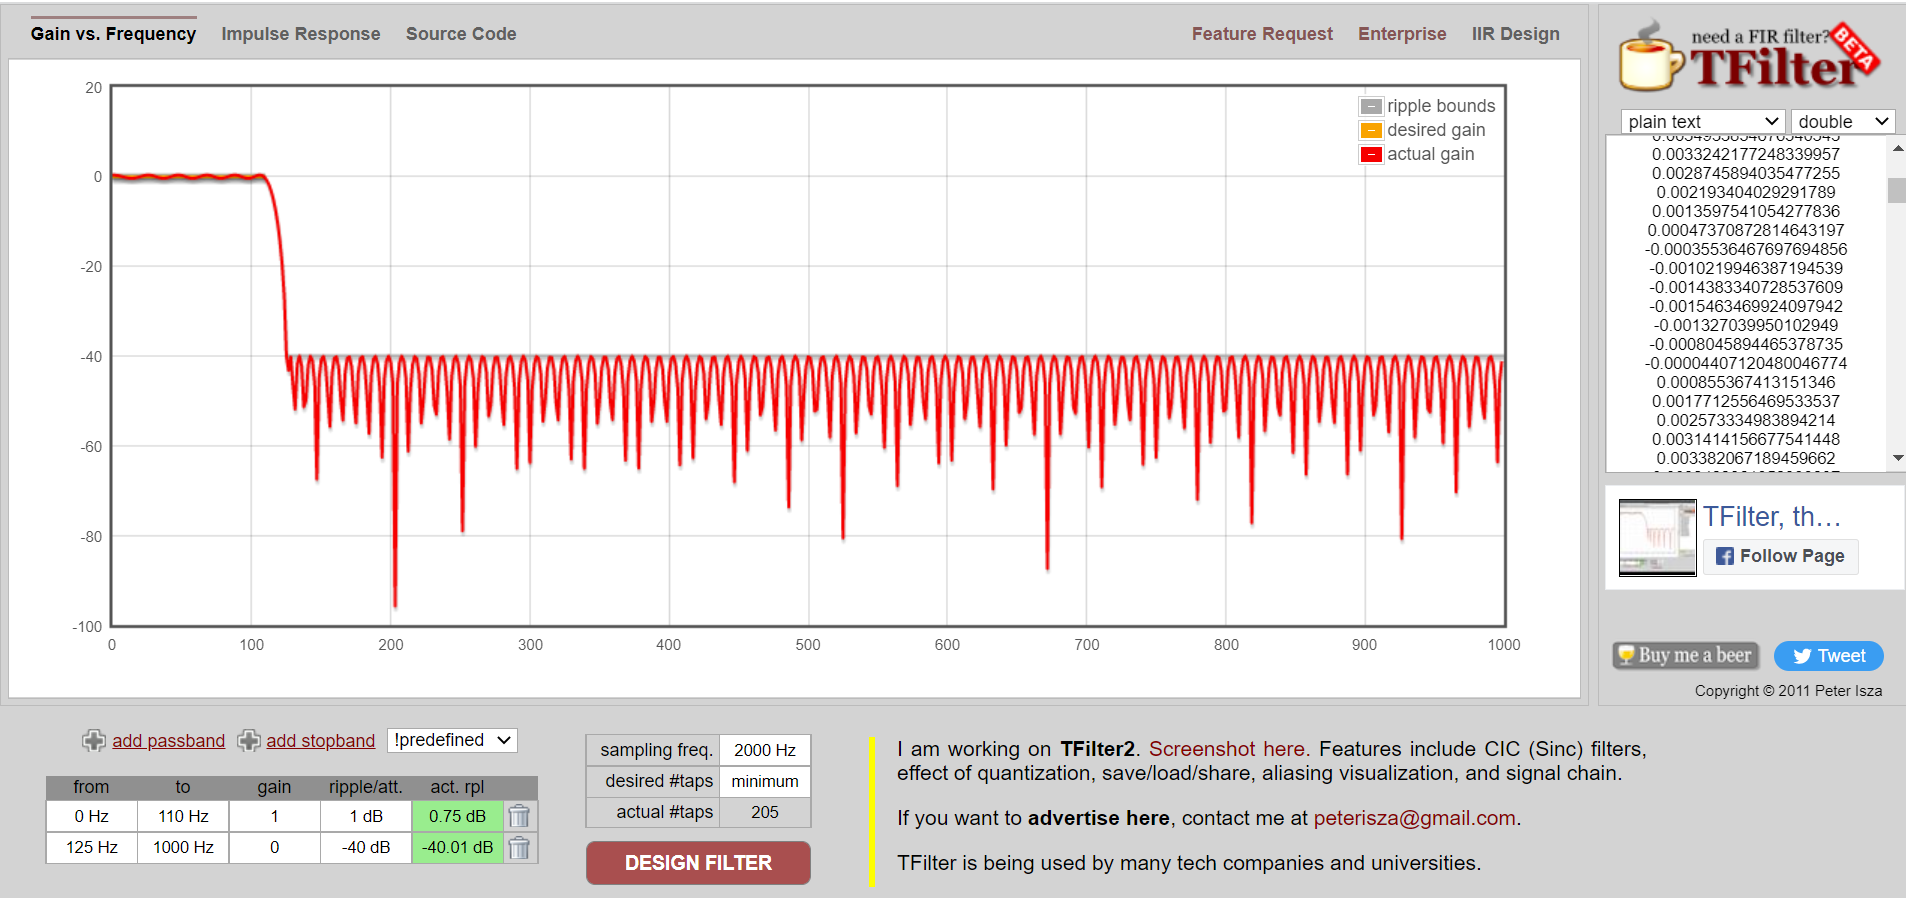 Gain vs. Frequency Impulse Response Source Code Feature Request Enterprise IIR Design
20
0
-20
-40
-60
-80
-100
0 100 200 300 400 500 600 700 800 900 1000
ripple bounds
desired gain
actual gain
need a FIR filter?
BETA
TFilter
plain text double
0.0033242177248339957
0.0028745894035477255
0.002193404029291789
0.0013597541054277836
0.00047370872814643197
-0.00035536467697694856
-0.0010219946387194539
-0.0014383340728537609
-0.0015463469924097942
-0.001327039950102949
-0.0008045894465378735
-0.00004407120480046774
0.000855367413151346
0.0017712556469533537
0.002573334983894214
0.0031414156677541448
0.003382067189459662
TFilter, th...
Follow Page
Buy me a beer Tweet
Copyright © 2011 Peter Isza
add passband add stopband !predefined
from to gain ripple/att. act. rpl
0 Hz 110 Hz 1 1 dB 0.75 dB
125 Hz 1000 Hz 0 -40 dB -40.01 dB
sampling freq. 2000 Hz
desired #taps minimum
actual #taps 205
DESIGN FILTER
I am working on TFilter2. Screenshot here. Features include CIC (Sinc) filters,
effect of quantization, save/load/share, aliasing visualization, and signal chain.
If you want to advertise here, contact me at peterisza@gmail.com.
TFilter is being used by many tech companies and universities.